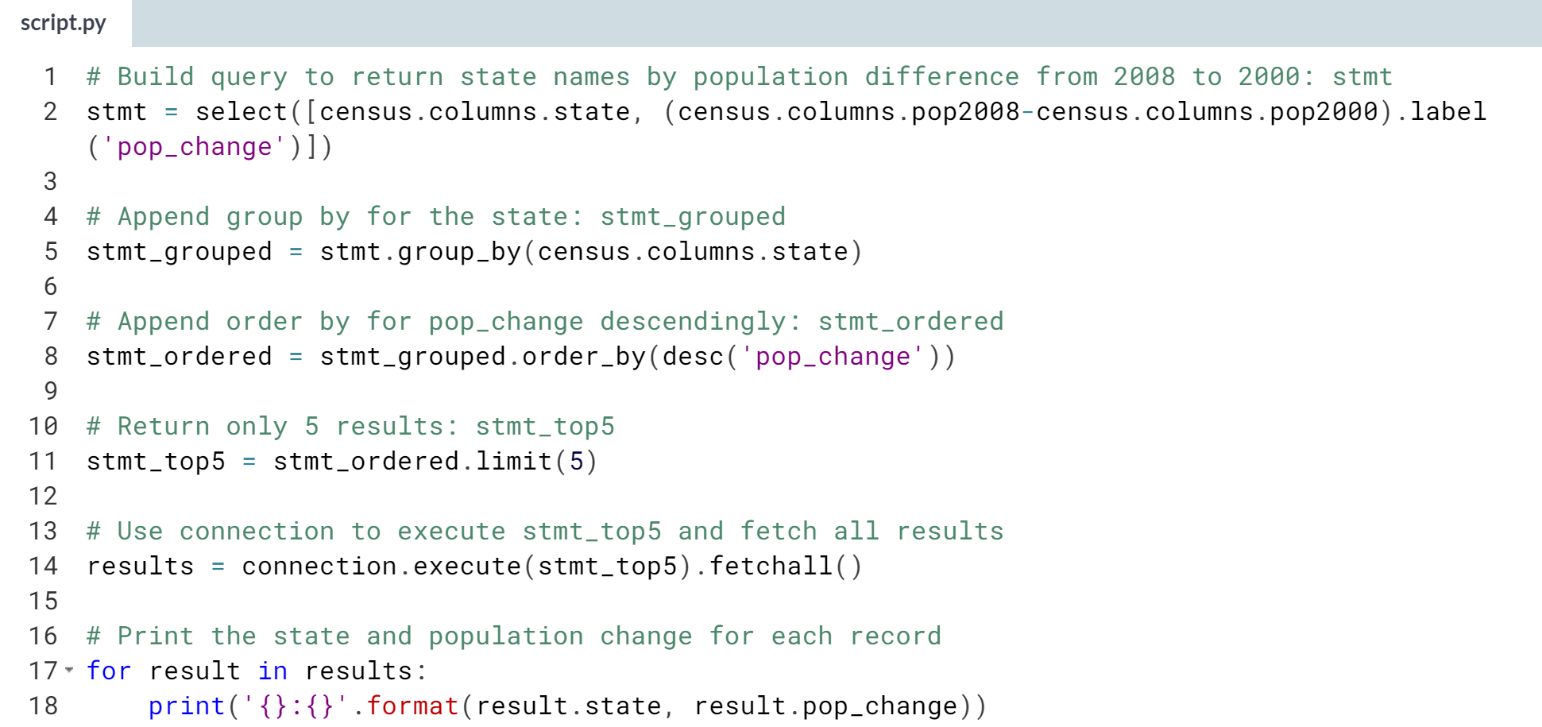 script.py
1 # Build query to return state names by population difference from 2008 to 2000: stmt
2 stmt = select([census.columns.state, (census.columns.pop2008-census.columns.pop2000).label
('pop_change')])
3
4 # Append group by for the state: stmt_grouped
5 stmt_grouped = stmt.group_by(census.columns.state)
6
7 # Append order by for pop_change descendingly: stmt_ordered
8 stmt_ordered = stmt_grouped.order_by(desc('pop_change'))
9
10 # Return only 5 results: stmt_top5
11 stmt_top5 = stmt_ordered.limit(5)
12
13 # Use connection to execute stmt_top5 and fetch all results
14 results = connection.execute(stmt_top5).fetchall()
15
16 # Print the state and population change for each record
17 for result in results:
18     print('{}:{}'.format(result.state, result.pop_change))